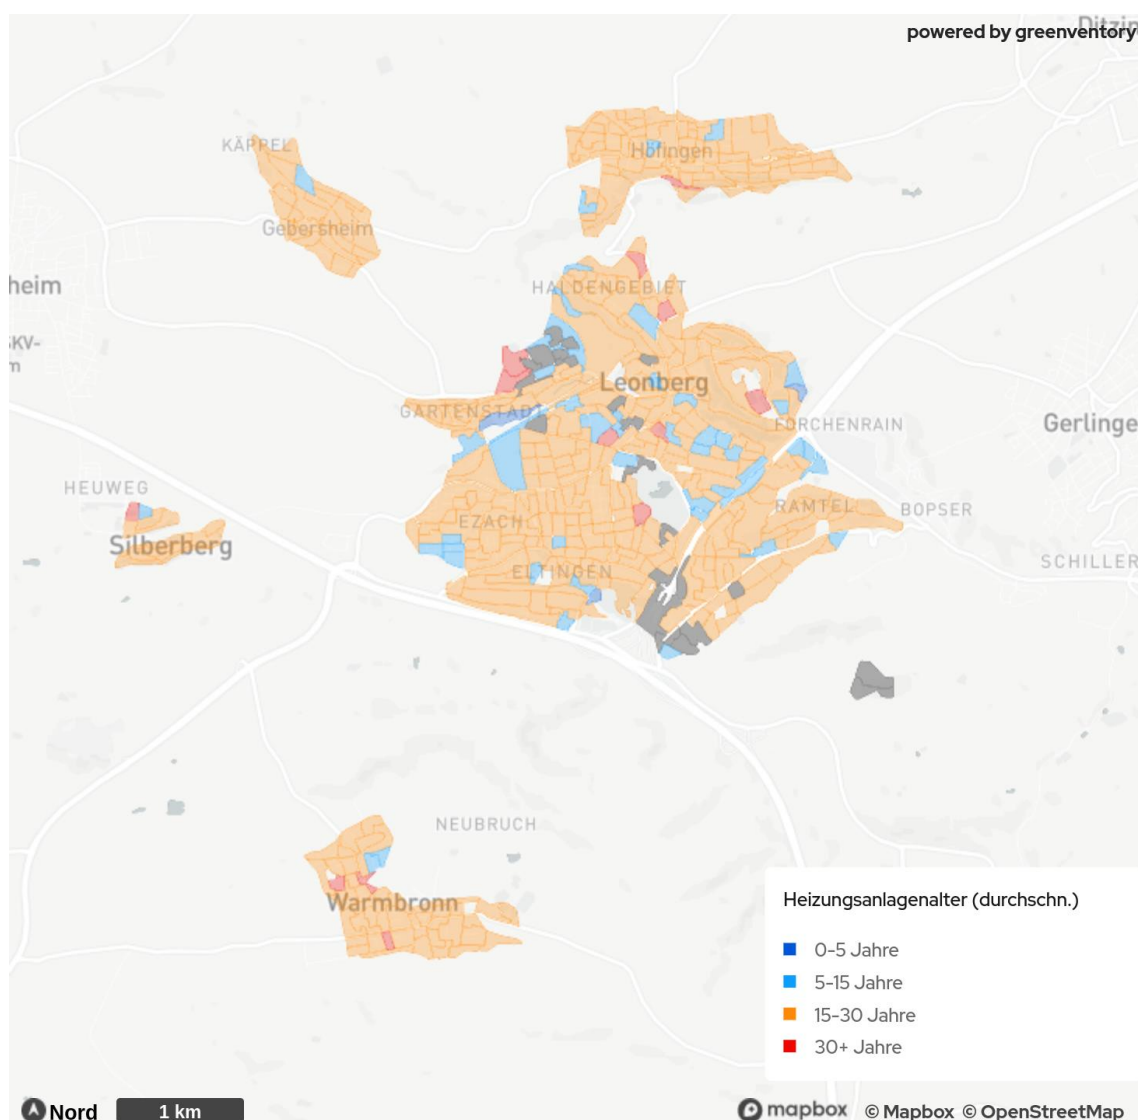 Ditzin
powered by greenventory
KÄPPEL
Höfingen
Gebersheim
heim
HALDENGEBIET
SKV-
m
Leonberg
GARTENSTADT
FORCHENRAIN
Gerlinge
HEUWEG
EZACH
RAMTEL
BOPSER
Silberberg
ELTINGEN
SCHILLER
NEUBRUCH
Warmbronn
Heizungsanlagenalter (durchschn.)
0-5 Jahre
5-15 Jahre
15-30 Jahre
30+ Jahre
Nord
1 km
mapbox
© Mapbox © OpenStreetMap